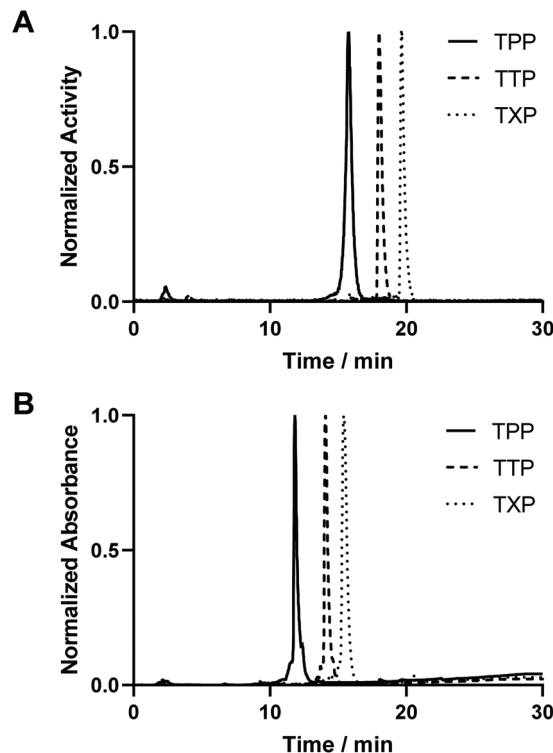 A
Normalized Activity
1.0
0.5
0.0
0
10
20
30
Time / min
TPP
TTP
TXP
B
Normalized Absorbance
1.0
0.5
0.0
0
10
20
30
Time / min
TPP
TTP
TXP